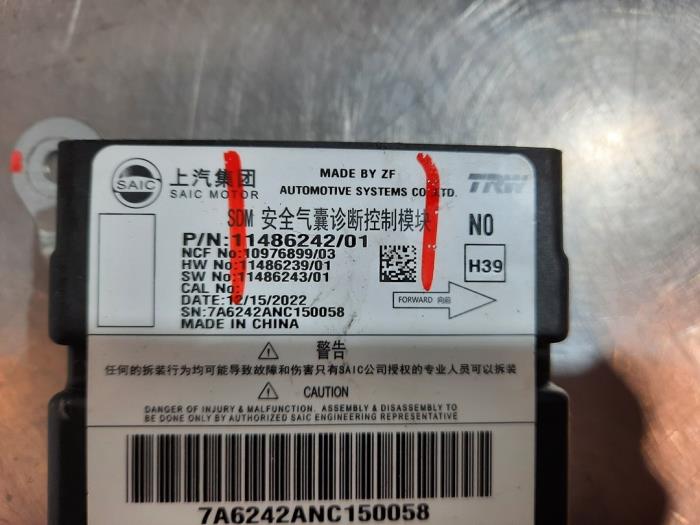 SAIC 上汽集团 SAIC MOTOR
MADE BY ZF
AUTOMOTIVE SYSTEMS CO.LTD.
TRW
SDM 安全气囊诊断控制模块
NO
P/N:11486242/01
NCF No:10976899/03
HW No:11486239/01
SW No:11486243/01
CAL No:
DATE:12/15/2022
SN:7A6242ANC150058
MADE IN CHINA
H39
FORWARD 向前
警告
任何的拆装行为均可能导致故障和伤害只有SAIC公司授权的专业人员可以拆装
CAUTION
DANGER OF INJURY & MALFUNCTION. ASSEMBLY & DISASSEMBLY TO
BE DONE ONLY BY AUTHORIZED SAIC ENGINEERING REPRESENTATIVE
7A6242ANC150058